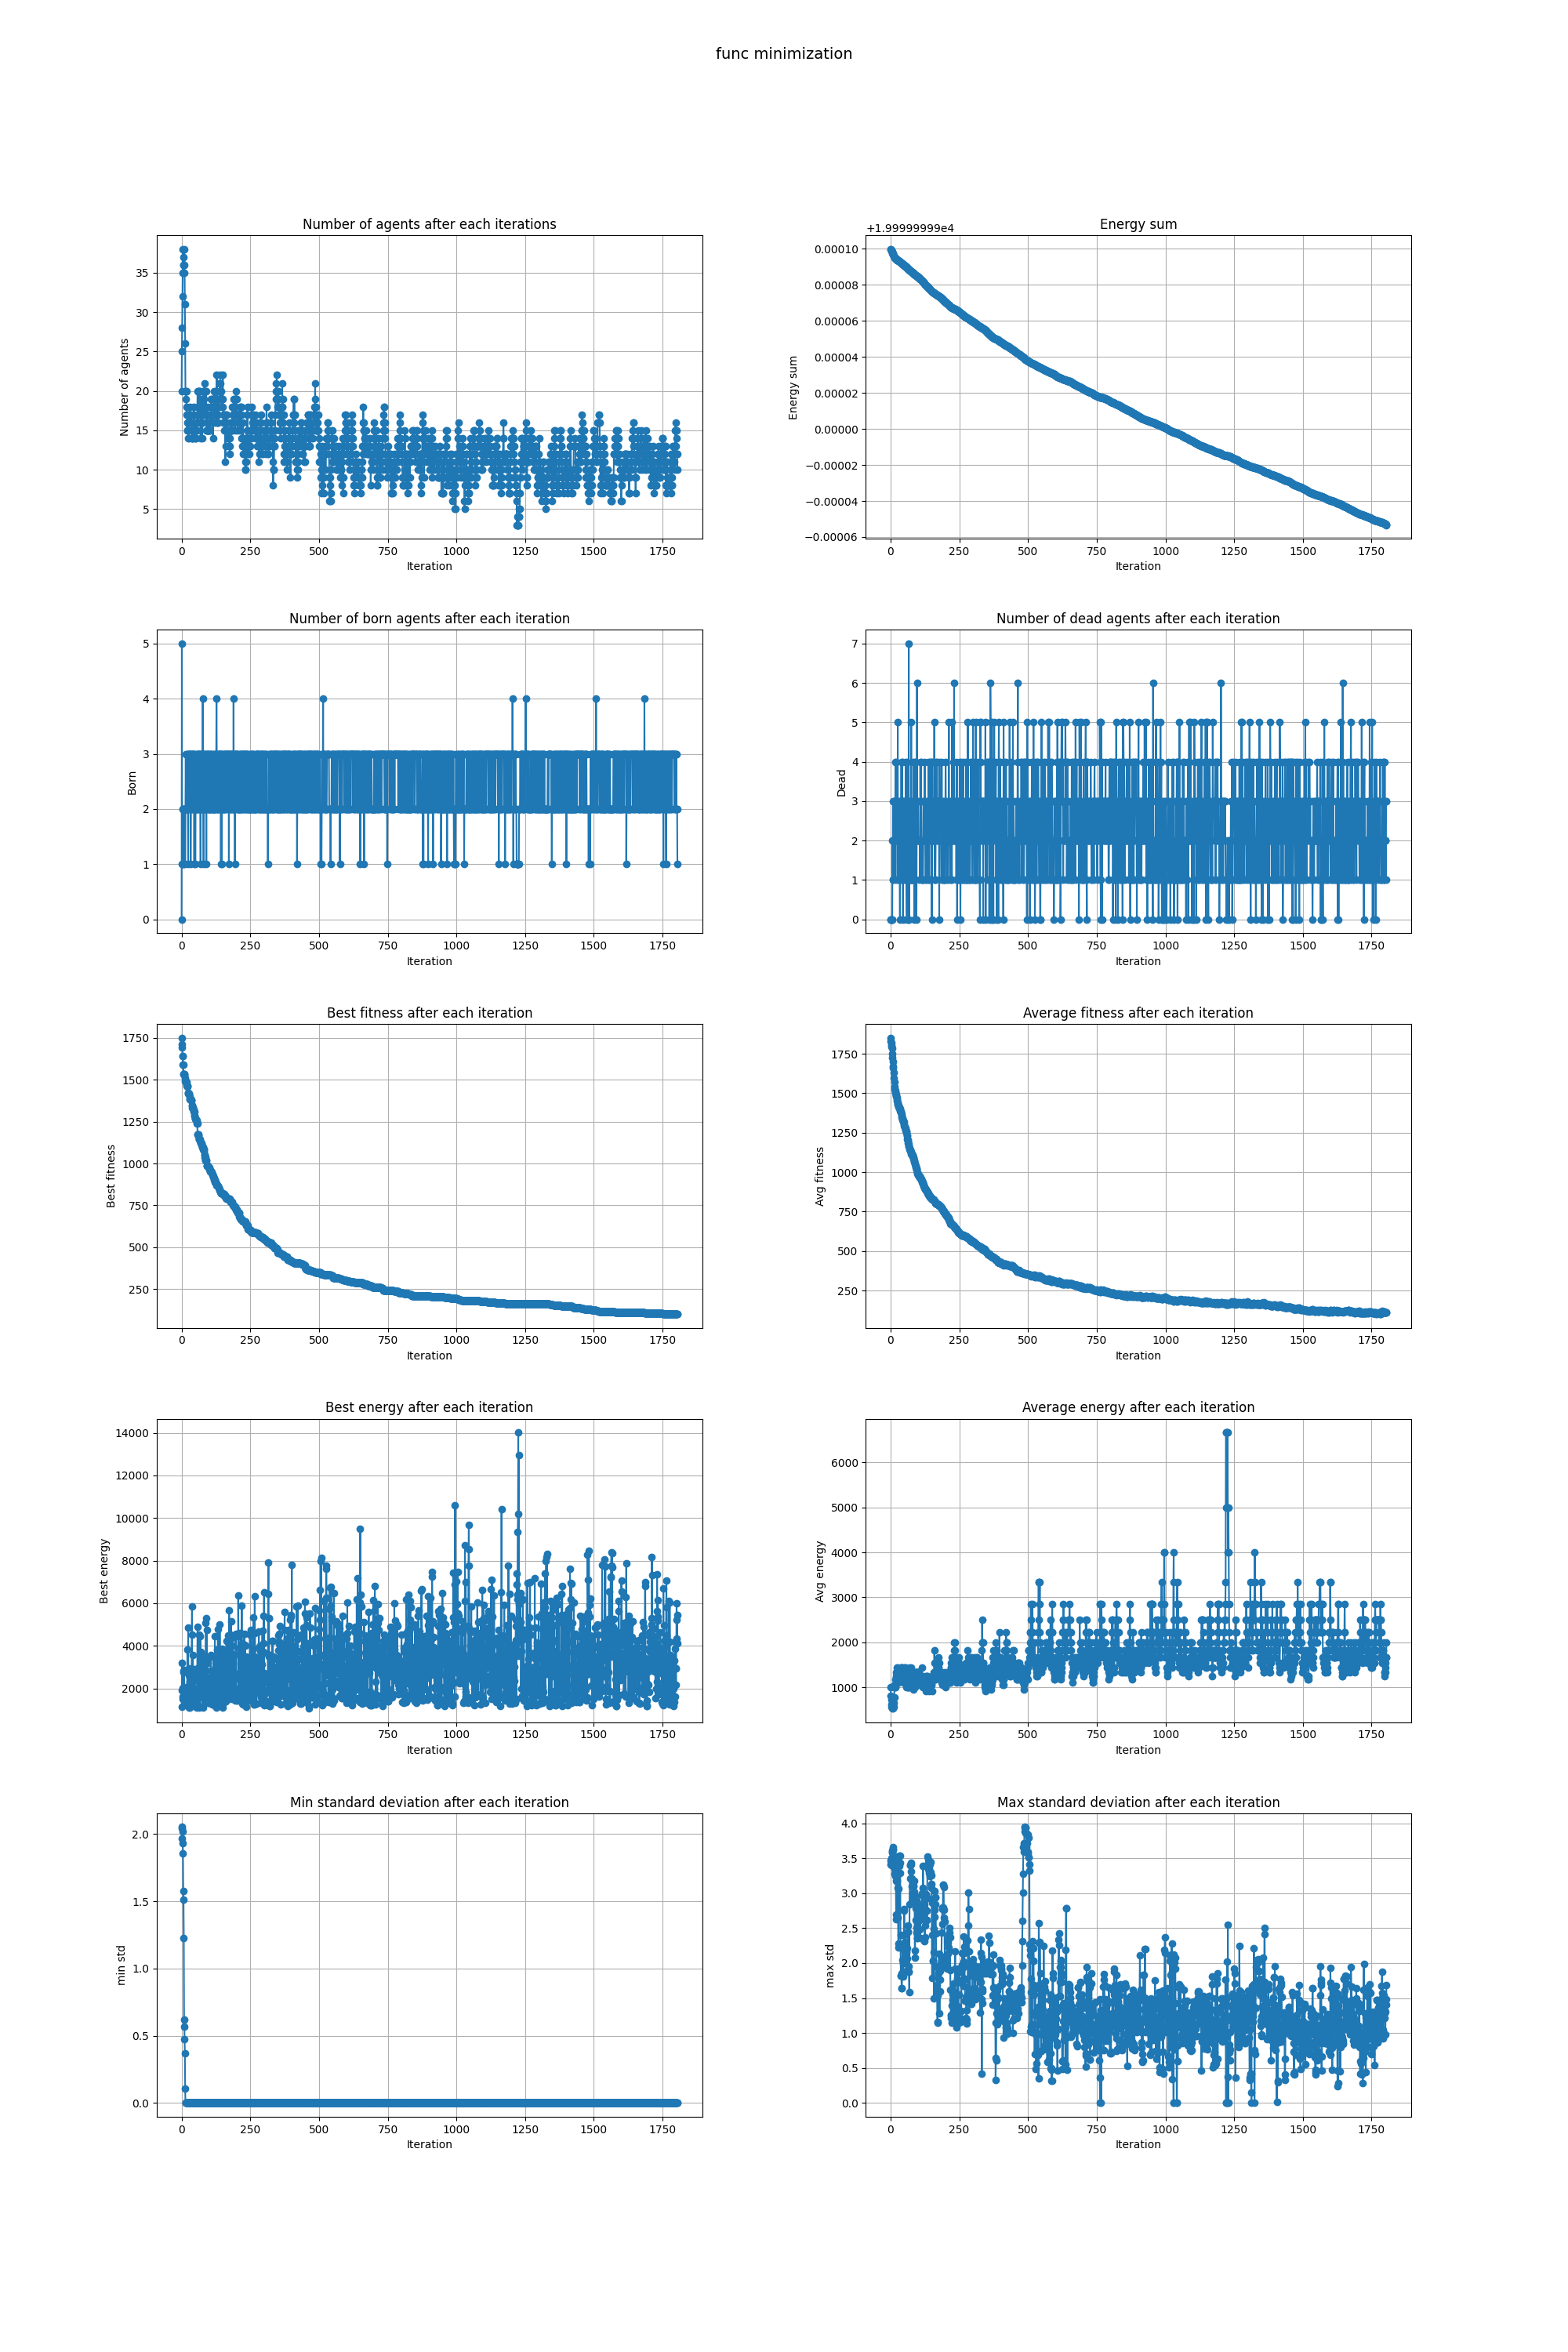 func minimization
Number of agents after each iterations
Number of agents
35
30
25
20
15
10
5
0 250 500 750 1000 1250 1500 1750
Iteration
Energy sum
+1.99999999e4
Energy sum
0.00010
0.00008
0.00006
0.00004
0.00002
0.00000
−0.00002
−0.00004
−0.00006
0 250 500 750 1000 1250 1500 1750
Iteration
Number of born agents after each iteration
Born
5
4
3
2
1
0
0 250 500 750 1000 1250 1500 1750
Iteration
Number of dead agents after each iteration
Dead
7
6
5
4
3
2
1
0
0 250 500 750 1000 1250 1500 1750
Iteration
Best fitness after each iteration
Best fitness
1750
1500
1250
1000
750
500
250
0 250 500 750 1000 1250 1500 1750
Iteration
Average fitness after each iteration
Avg fitness
1750
1500
1250
1000
750
500
250
0 250 500 750 1000 1250 1500 1750
Iteration
Best energy after each iteration
Best energy
14000
12000
10000
8000
6000
4000
2000
0 250 500 750 1000 1250 1500 1750
Iteration
Average energy after each iteration
Avg energy
6000
5000
4000
3000
2000
1000
0 250 500 750 1000 1250 1500 1750
Iteration
Min standard deviation after each iteration
min std
2.0
1.5
1.0
0.5
0.0
0 250 500 750 1000 1250 1500 1750
Iteration
Max standard deviation after each iteration
max std
4.0
3.5
3.0
2.5
2.0
1.5
1.0
0.5
0.0
0 250 500 750 1000 1250 1500 1750
Iteration